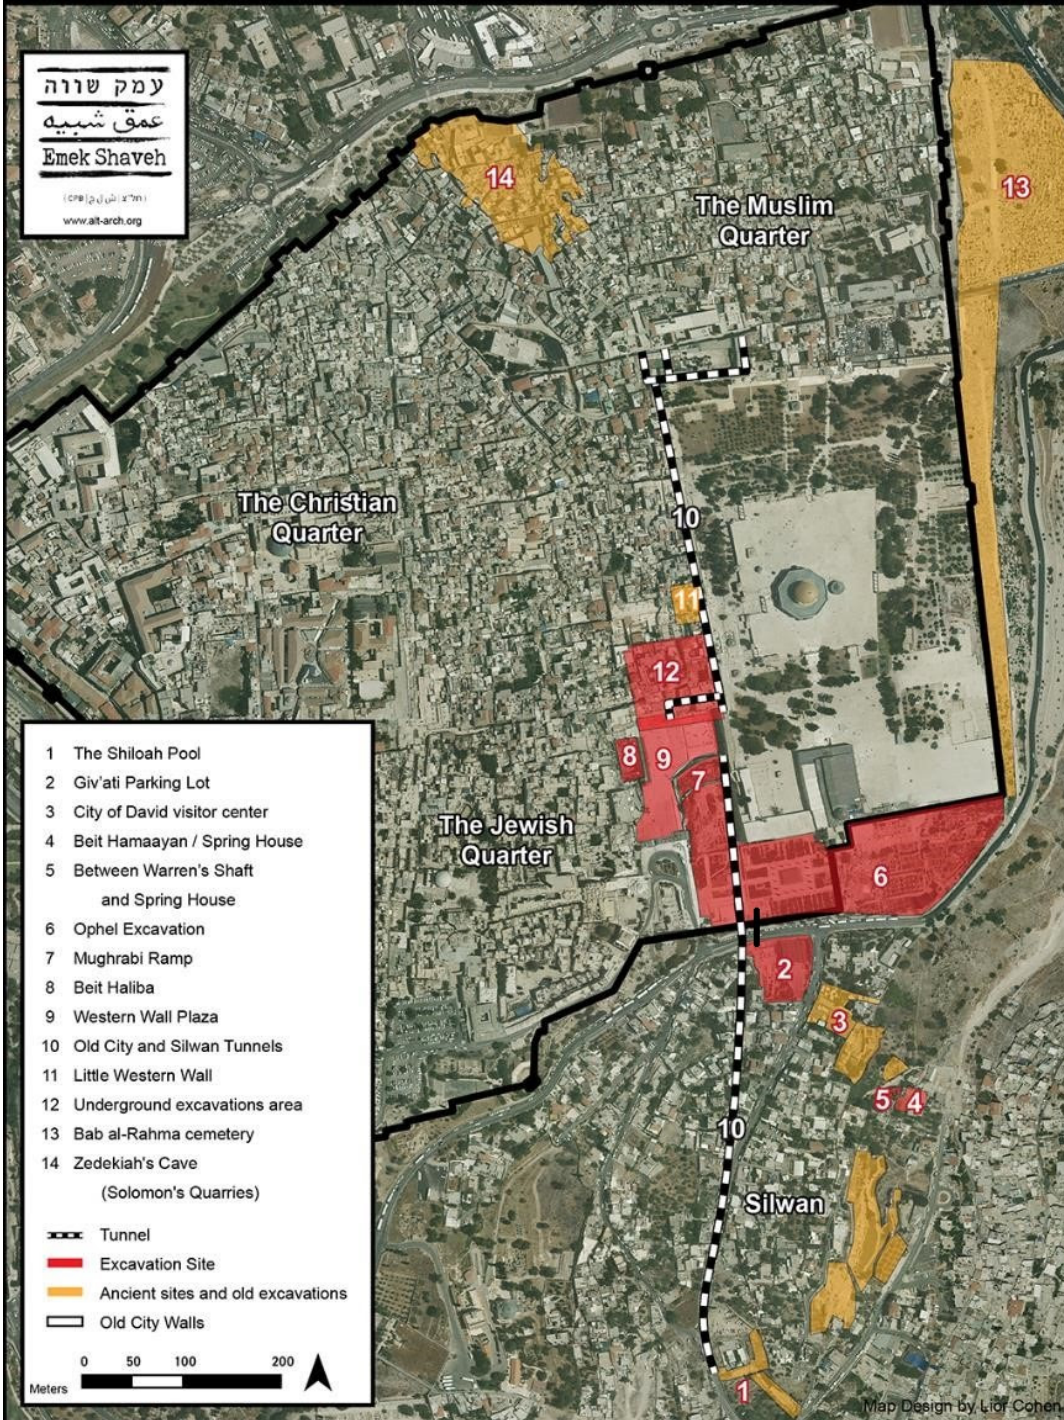 עמק שווה
عمق شبيه
Emek Shaveh
www.alt-arch.org
14
The Muslim
Quarter
13
The Christian
Quarter
10
11
12
8
9
7
The Jewish
Quarter
6
2
3
5
4
10
Silwan
1
1 The Shiloah Pool
2 Giv'ati Parking Lot
3 City of David visitor center
4 Beit Hamaayan / Spring House
5 Between Warren's Shaft
and Spring House
6 Ophel Excavation
7 Mughrabi Ramp
8 Beit Haliba
9 Western Wall Plaza
10 Old City and Silwan Tunnels
11 Little Western Wall
12 Underground excavations area
13 Bab al-Rahma cemetery
14 Zedekiah's Cave
(Solomon's Quarries)
Tunnel
Excavation Site
Ancient sites and old excavations
Old City Walls
0 50 100 200
Meters
Map Design by Lior Cohen